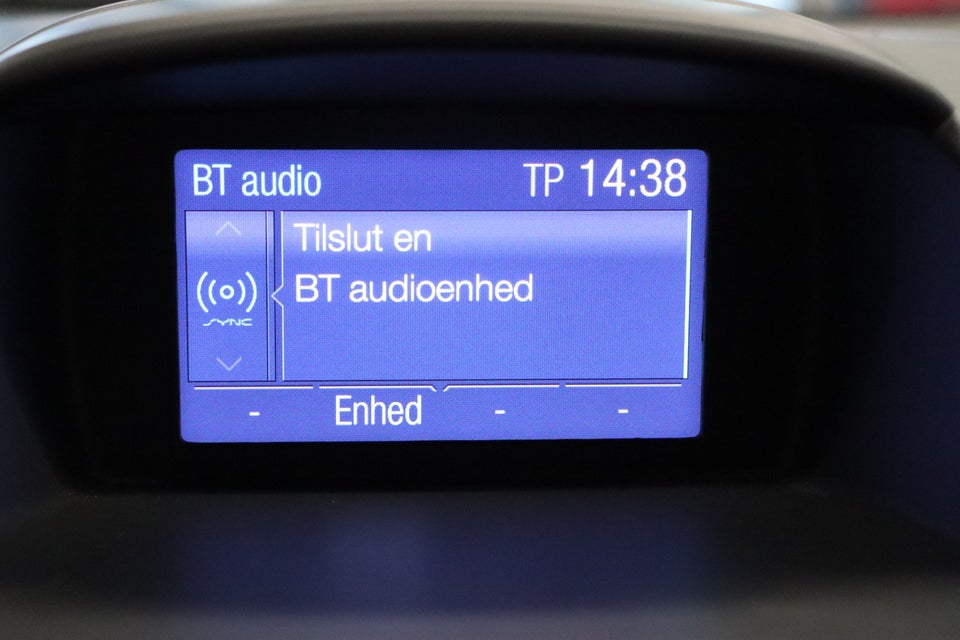 BT audio TP 14:38
Tilslut en
BT audioenhed
SYNC
- Enhed - -